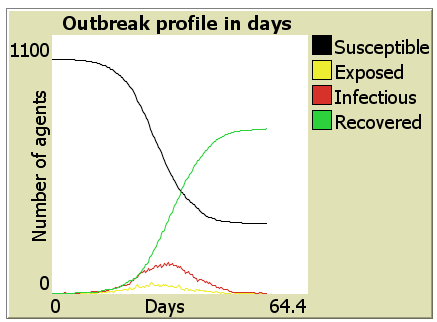 Outbreak profile in days
1100
Number of agents
0
0
Days
64.4
Susceptible
Exposed
Infectious
Recovered